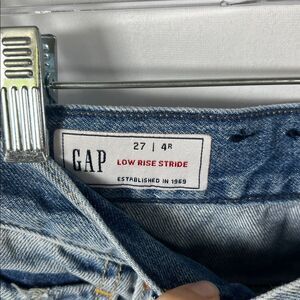 27 | 4R
GAP
LOW RISE STRIDE
ESTABLISHED IN 1969